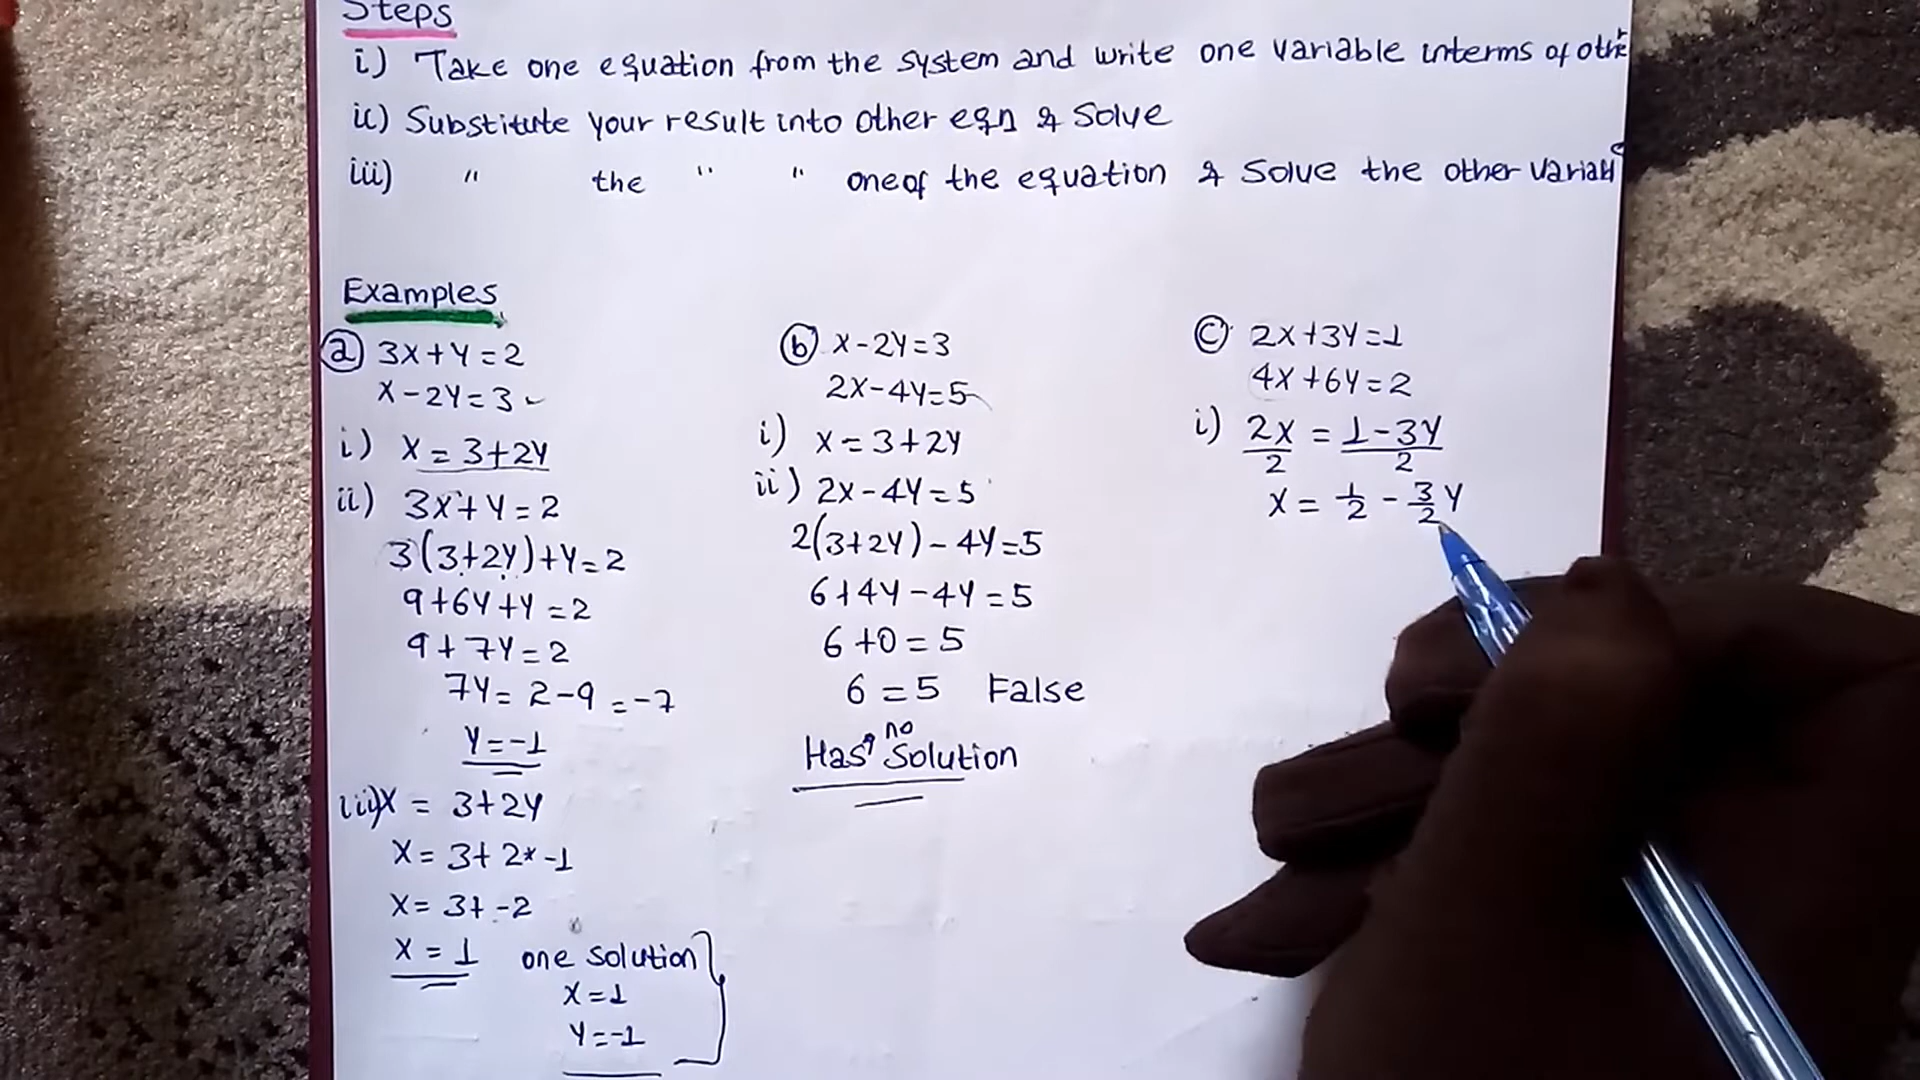 Steps
i) Take one equation from the system and write one variable interms of othe
ii) Substitute your result into other eqn & Solve
iii) " the " " one of the equation & Solve the other variabl
Examples
(a) 3x+y=2
x-2y=3
i) x=3+2y
ii) 3x+y=2
3(3+2y)+y=2
9+6y+y=2
9+7y=2
7y=2-9=-7
y=-1
iii) x=3+2y
x=3+2*-1
x=3+-2
x=1 one solution
x=1
y=-1
(b) x-2y=3
2x-4y=5
i) x=3+2y
ii) 2x-4y=5
2(3+2y)-4y=5
6+4y-4y=5
6+0=5
6=5 False
Has no Solution
(c) 2x+3y=1
4x+6y=2
i) 2x/2 = 1-3y/2
x = 1/2 - 3/2 y